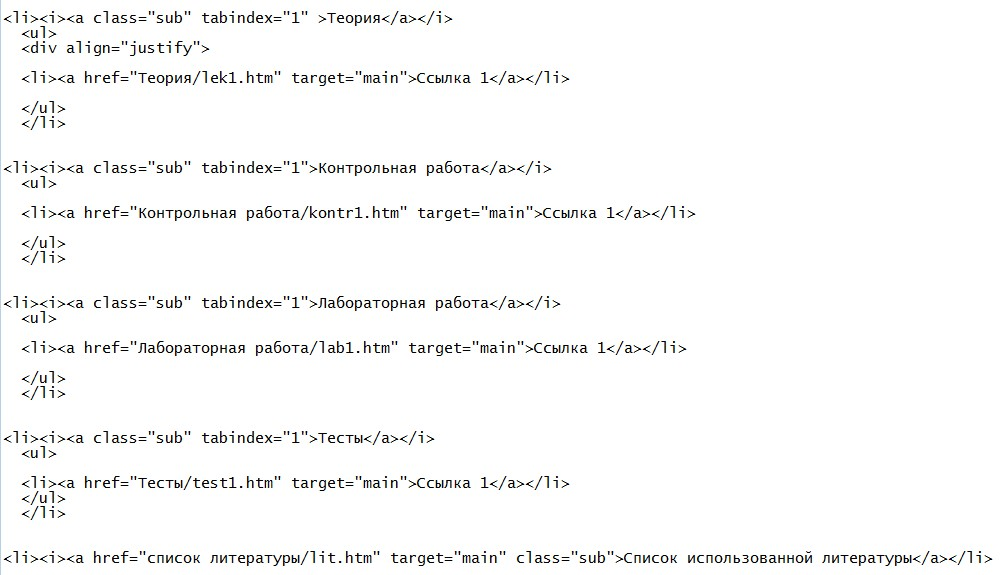 <li><i><a class="sub" tabindex="1" >Теория</a></i>
<ul>
<div align="justify">
<li><a href="Теория/lek1.htm" target="main">Ссылка 1</a></li>
</ul>
</li>
<li><i><a class="sub" tabindex="1">Контрольная работа</a></i>
<ul>
<li><a href="Контрольная работа/kontr1.htm" target="main">Ссылка 1</a></li>
</ul>
</li>
<li><i><a class="sub" tabindex="1">Лабораторная работа</a></i>
<ul>
<li><a href="Лабораторная работа/lab1.htm" target="main">Ссылка 1</a></li>
</ul>
</li>
<li><i><a class="sub" tabindex="1">Тесты</a></i>
<ul>
<li><a href="Тесты/test1.htm" target="main">Ссылка 1</a></li>
</ul>
</li>
<li><i><a href="список литературы/lit.htm" target="main" class="sub">Список использованной литературы</a></li>